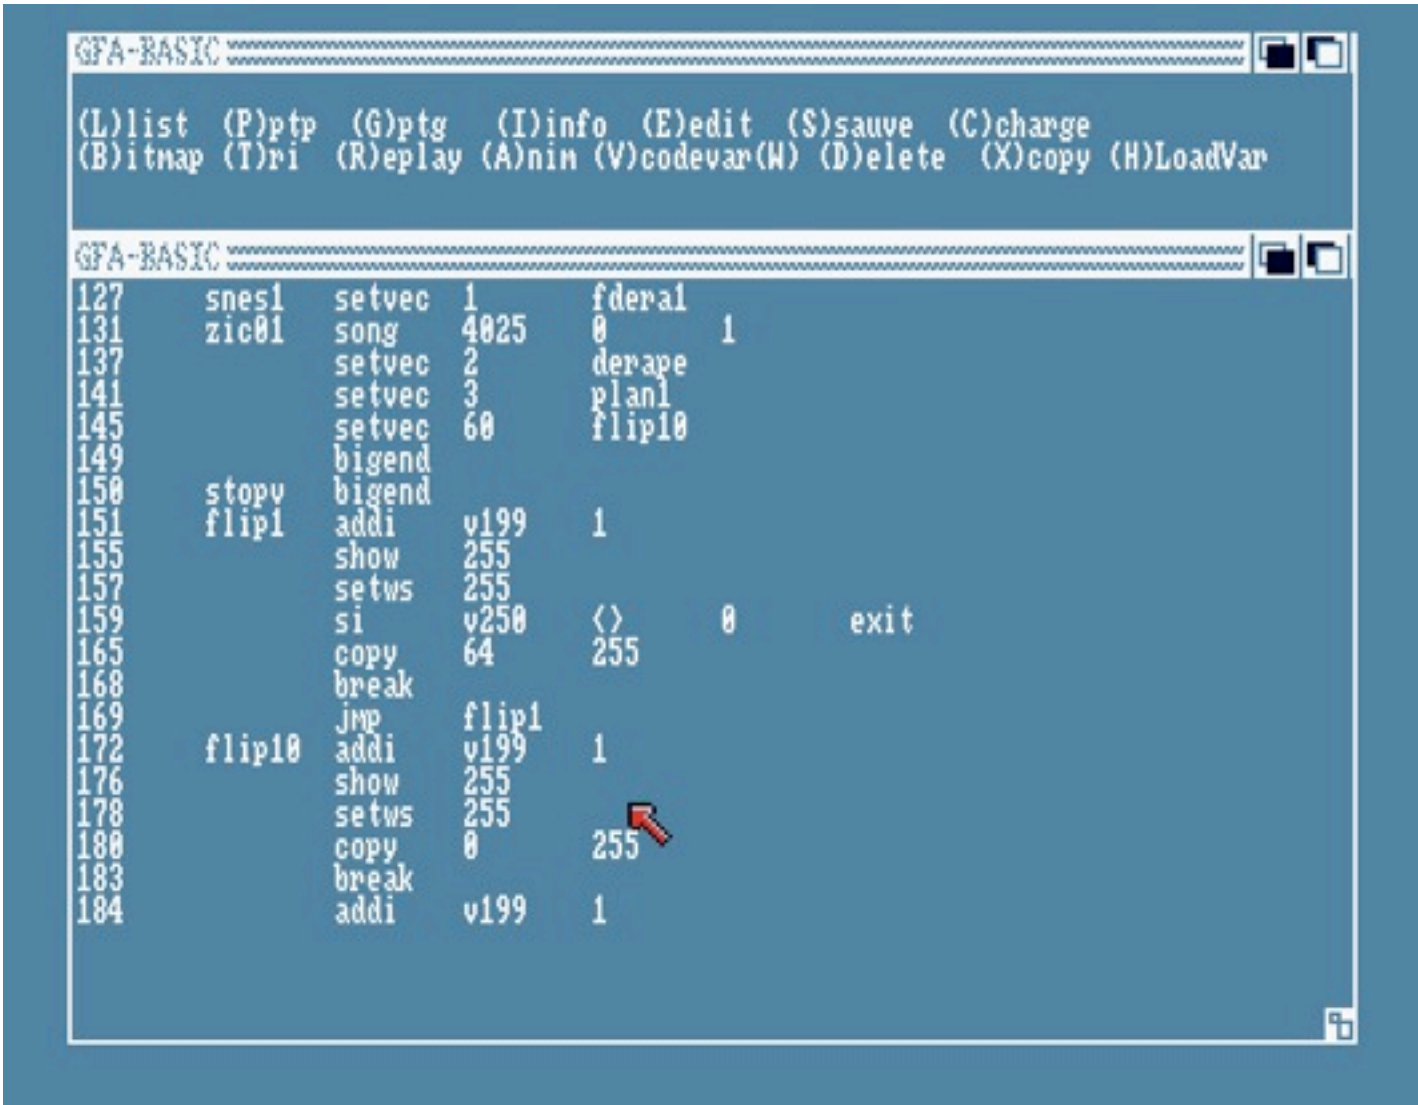 GFA-BASIC
(L)list (P)ptp (G)ptg (I)info (E)edit (S)sauve (C)charge
(B)itmap (T)ri (R)eplay (A)nim (V)codevar(W) (D)elete (X)copy (H)LoadVar
GFA-BASIC
127 snes1 setvec 1 fdera1
131 zic01 song 4025 0 1
137 setvec 2 derape
141 setvec 3 plan1
145 setvec 60 flip10
149 bigend
150 stopv bigend
151 flip1 addi v199 1
155 show 255
157 setws 255
159 si v250 <> 0 exit
165 copy 64 255
168 break
169 jmp flip1
172 flip10 addi v199 1
176 show 255
178 setws 255
180 copy 0 255
183 break
184 addi v199 1